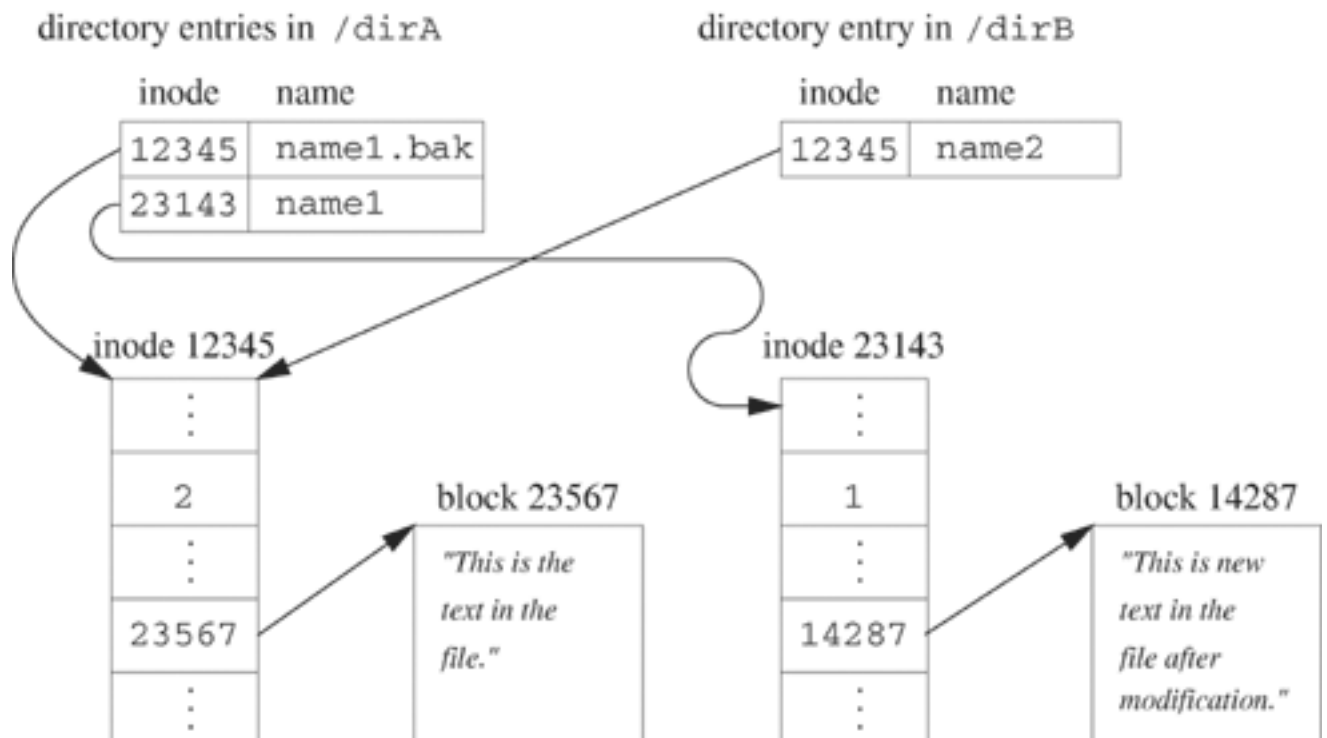 directory entries in /dirA
directory entry in /dirB
inode name
12345 name1.bak
23143 name1
inode name
12345 name2
inode 12345
⋮
2
⋮
23567
⋮
block 23567
"This is the
text in the
file."
inode 23143
⋮
1
⋮
14287
⋮
block 14287
"This is new
text in the
file after
modification."